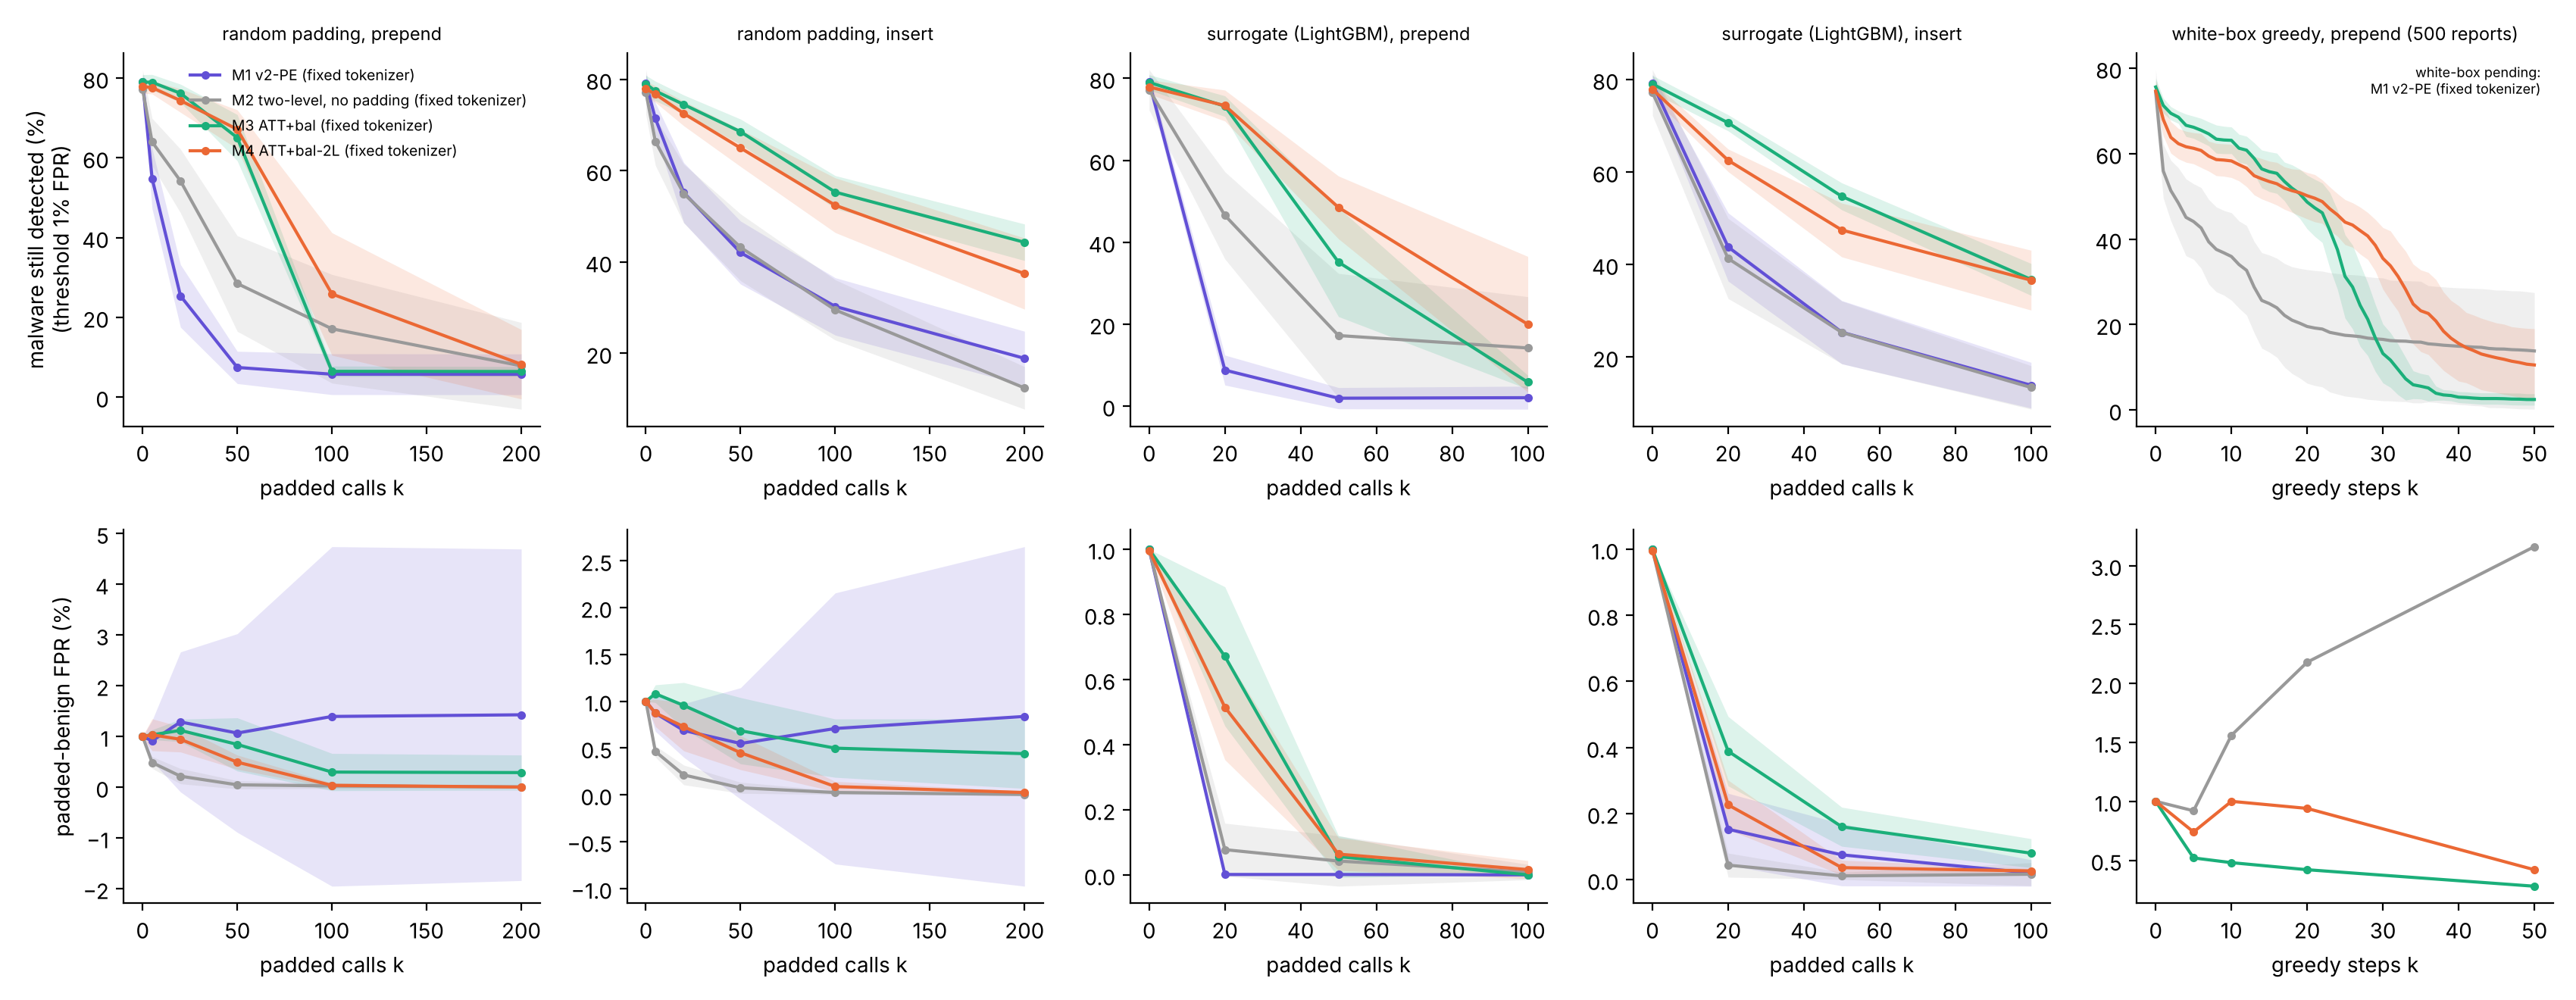 random padding, prepend
malware still detected (%)
(threshold 1% FPR)
80
60
40
20
0
M1 v2-PE (fixed tokenizer)
M2 two-level, no padding (fixed tokenizer)
M3 ATT+bal (fixed tokenizer)
M4 ATT+bal-2L (fixed tokenizer)
0 50 100 150 200
padded calls k
random padding, insert
80
60
40
20
0 50 100 150 200
padded calls k
surrogate (LightGBM), prepend
80
60
40
20
0
0 20 40 60 80 100
padded calls k
surrogate (LightGBM), insert
80
60
40
20
0 20 40 60 80 100
padded calls k
white-box greedy, prepend (500 reports)
white-box pending:
M1 v2-PE (fixed tokenizer)
80
60
40
20
0
0 10 20 30 40 50
greedy steps k
padded-benign FPR (%)
5
4
3
2
1
0
−1
−2
0 50 100 150 200
padded calls k
2.5
2.0
1.5
1.0
0.5
0.0
−0.5
−1.0
0 50 100 150 200
padded calls k
1.0
0.8
0.6
0.4
0.2
0.0
0 20 40 60 80 100
padded calls k
1.0
0.8
0.6
0.4
0.2
0.0
0 20 40 60 80 100
padded calls k
3.0
2.5
2.0
1.5
1.0
0.5
0 10 20 30 40 50
greedy steps k